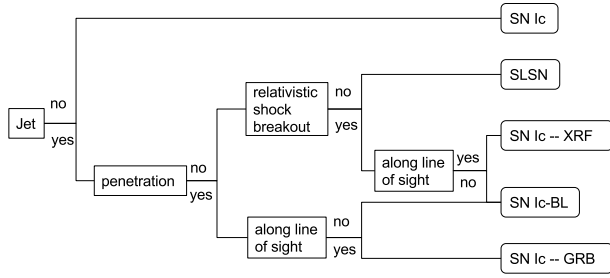 SN Ic
relativistic
shock
breakout
no
yes
SLSN
Jet
no
yes
along line
of sight
yes
no
SN Ic -- XRF
penetration
no
yes
SN Ic-BL
along line
of sight
no
yes
SN Ic -- GRB